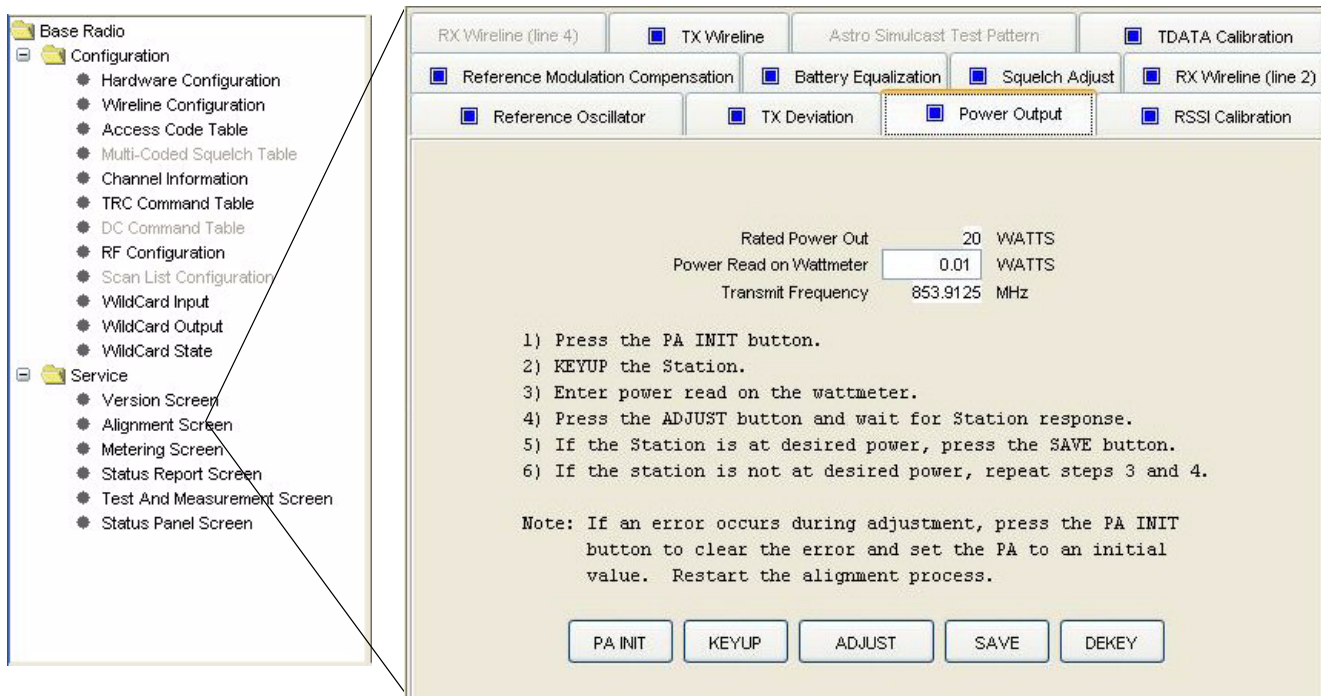 Base Radio
Configuration
Hardware Configuration
Wireline Configuration
Access Code Table
Multi-Coded Squelch Table
Channel Information
TRC Command Table
DC Command Table
RF Configuration
Scan List Configuration
WildCard Input
WildCard Output
WildCard State
Service
Version Screen
Alignment Screen
Metering Screen
Status Report Screen
Test And Measurement Screen
Status Panel Screen
RX Wireline (line 4) TX Wireline Astro Simulcast Test Pattern TDATA Calibration
Reference Modulation Compensation Battery Equalization Squelch Adjust RX Wireline (line 2)
Reference Oscillator TX Deviation Power Output RSSI Calibration
Rated Power Out 20 WATTS
Power Read on Wattmeter 0.01 WATTS
Transmit Frequency 853.9125 MHz
1) Press the PA INIT button.
2) KEYUP the Station.
3) Enter power read on the wattmeter.
4) Press the ADJUST button and wait for Station response.
5) If the Station is at desired power, press the SAVE button.
6) If the station is not at desired power, repeat steps 3 and 4.
Note: If an error occurs during adjustment, press the PA INIT
button to clear the error and set the PA to an initial
value. Restart the alignment process.
PA INIT KEYUP ADJUST SAVE DEKEY